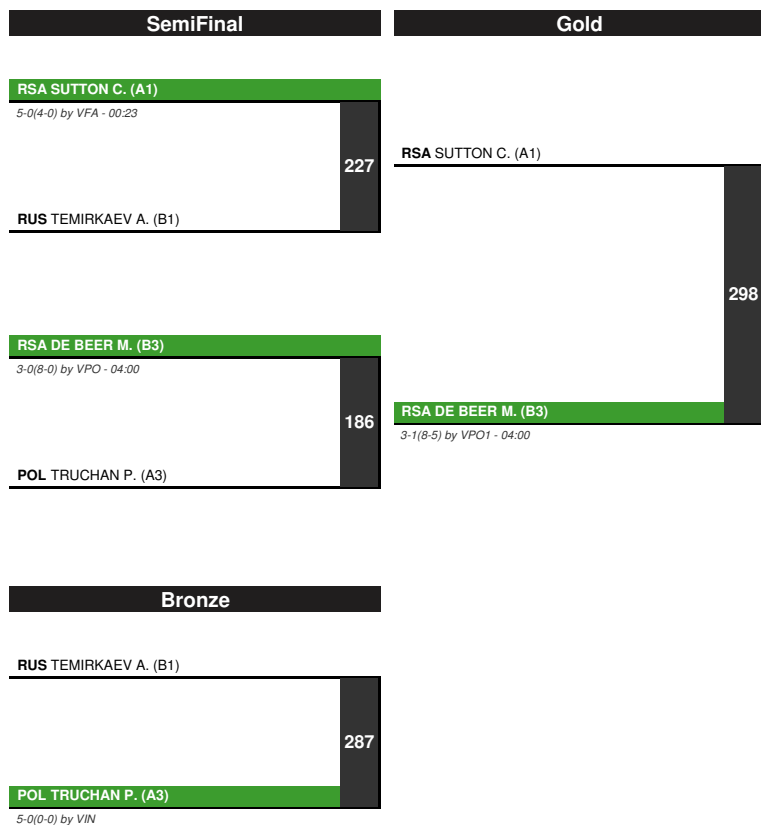 SemiFinal
RSA SUTTON C. (A1)
5-0(4-0) by VFA - 00:23
227
RUS TEMIRKAEV A. (B1)
RSA DE BEER M. (B3)
3-0(8-0) by VPO - 04:00
186
POL TRUCHAN P. (A3)
Gold
RSA SUTTON C. (A1)
298
RSA DE BEER M. (B3)
3-1(8-5) by VPO1 - 04:00
Bronze
RUS TEMIRKAEV A. (B1)
287
POL TRUCHAN P. (A3)
5-0(0-0) by VIN